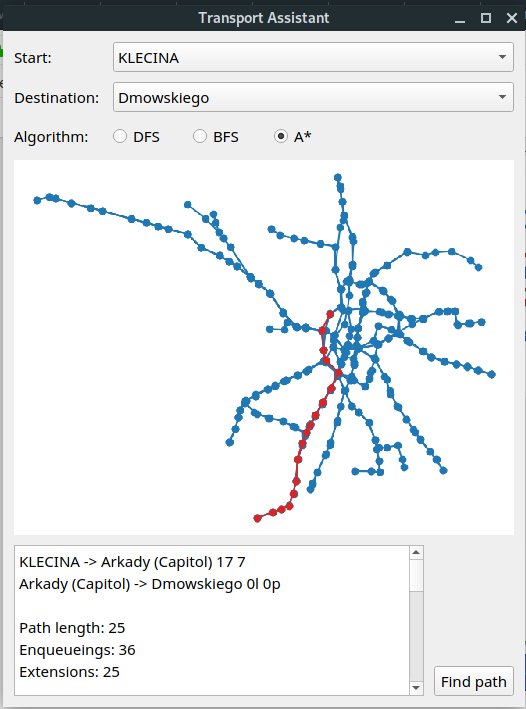 Transport Assistant
Start: KLECINA
Destination: Dmowskiego
Algorithm: DFS BFS A*
KLECINA -> Arkady (Capitol) 17 7
Arkady (Capitol) -> Dmowskiego 0l 0p
Path length: 25
Enqueueings: 36
Extensions: 25
Find path